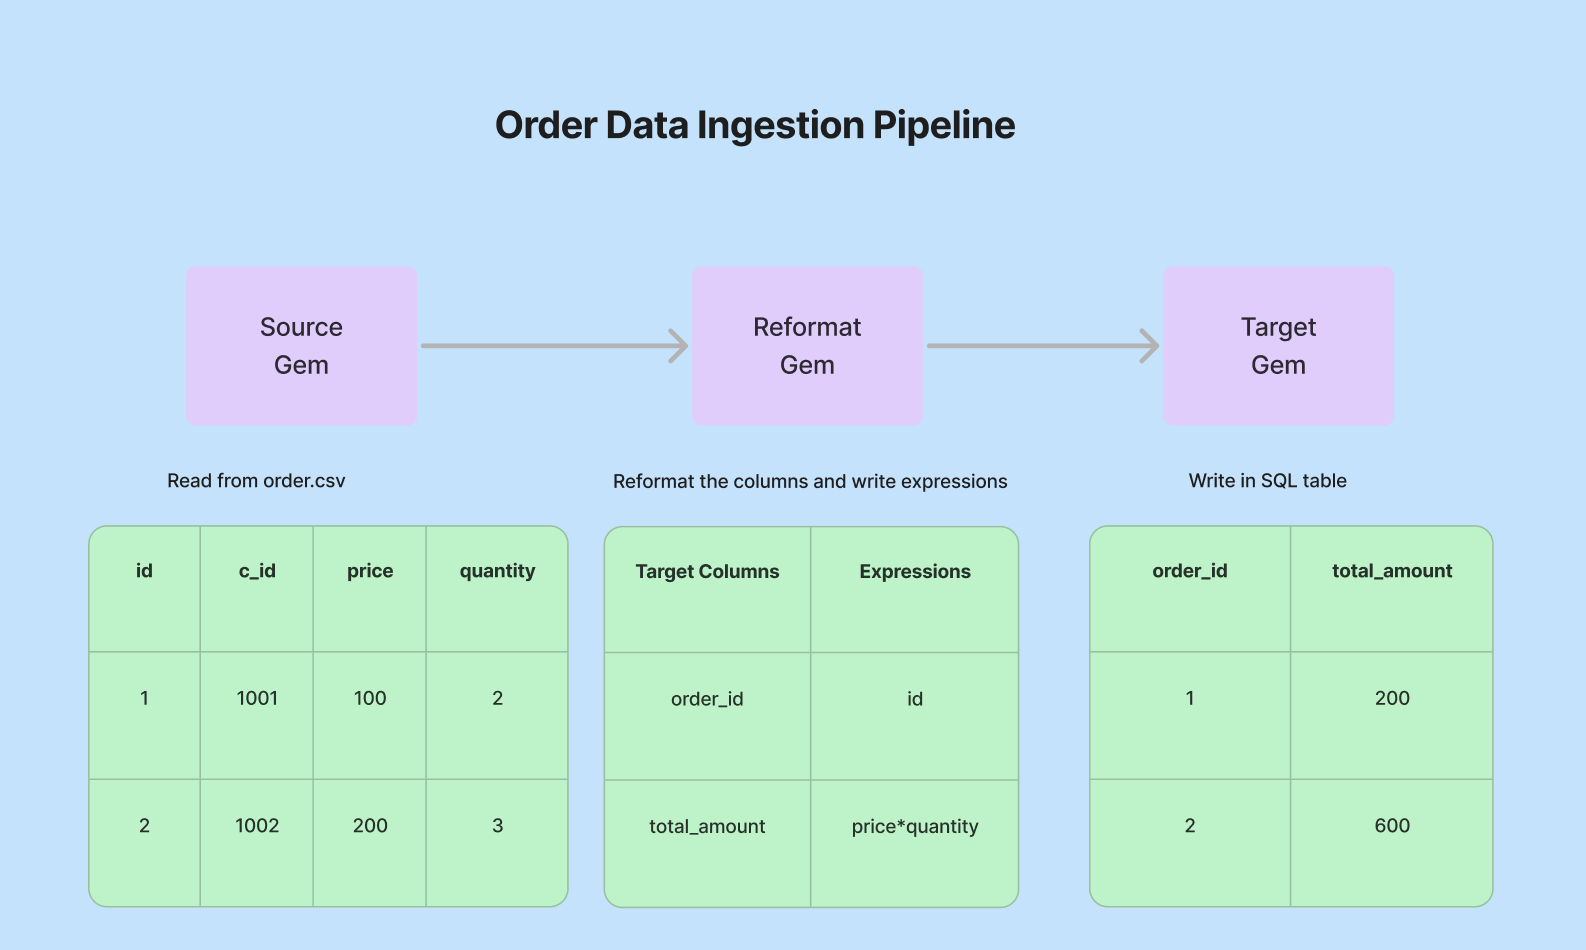 Order Data Ingestion Pipeline
Source
Gem
Reformat
Gem
Target
Gem
Read from order.csv
Reformat the columns and write expressions
Write in SQL table
id c_id price quantity
1 1001 100 2
2 1002 200 3
Target Columns Expressions
order_id id
total_amount price*quantity
order_id total_amount
1 200
2 600